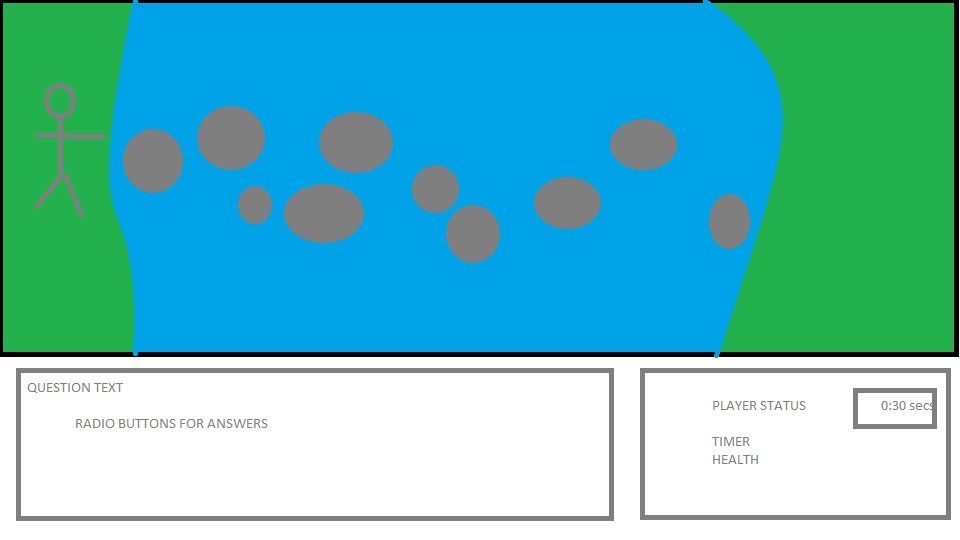 QUESTION TEXT
RADIO BUTTONS FOR ANSWERS
PLAYER STATUS
0:30 secs
TIMER
HEALTH